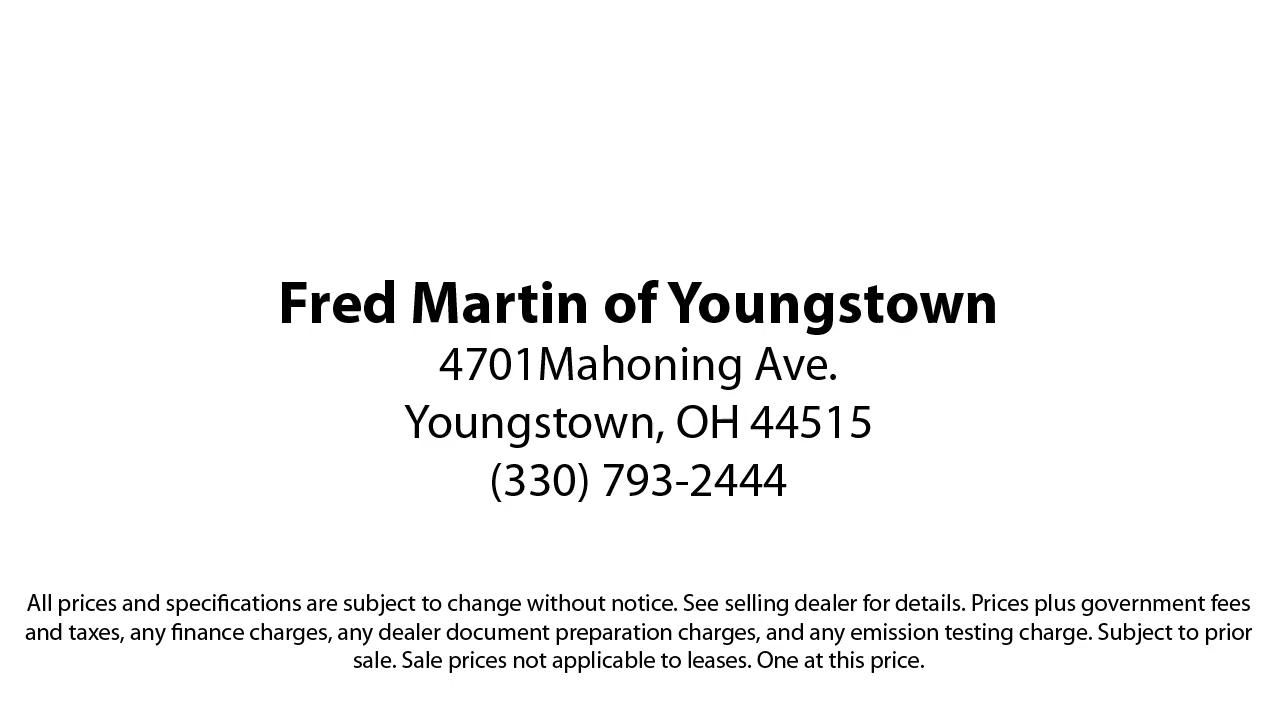 Fred Martin of Youngstown
4701Mahoning Ave.
Youngstown, OH 44515
(330) 793-2444
All prices and specifications are subject to change without notice. See selling dealer for details. Prices plus government fees
and taxes, any finance charges, any dealer document preparation charges, and any emission testing charge. Subject to prior
sale. Sale prices not applicable to leases. One at this price.